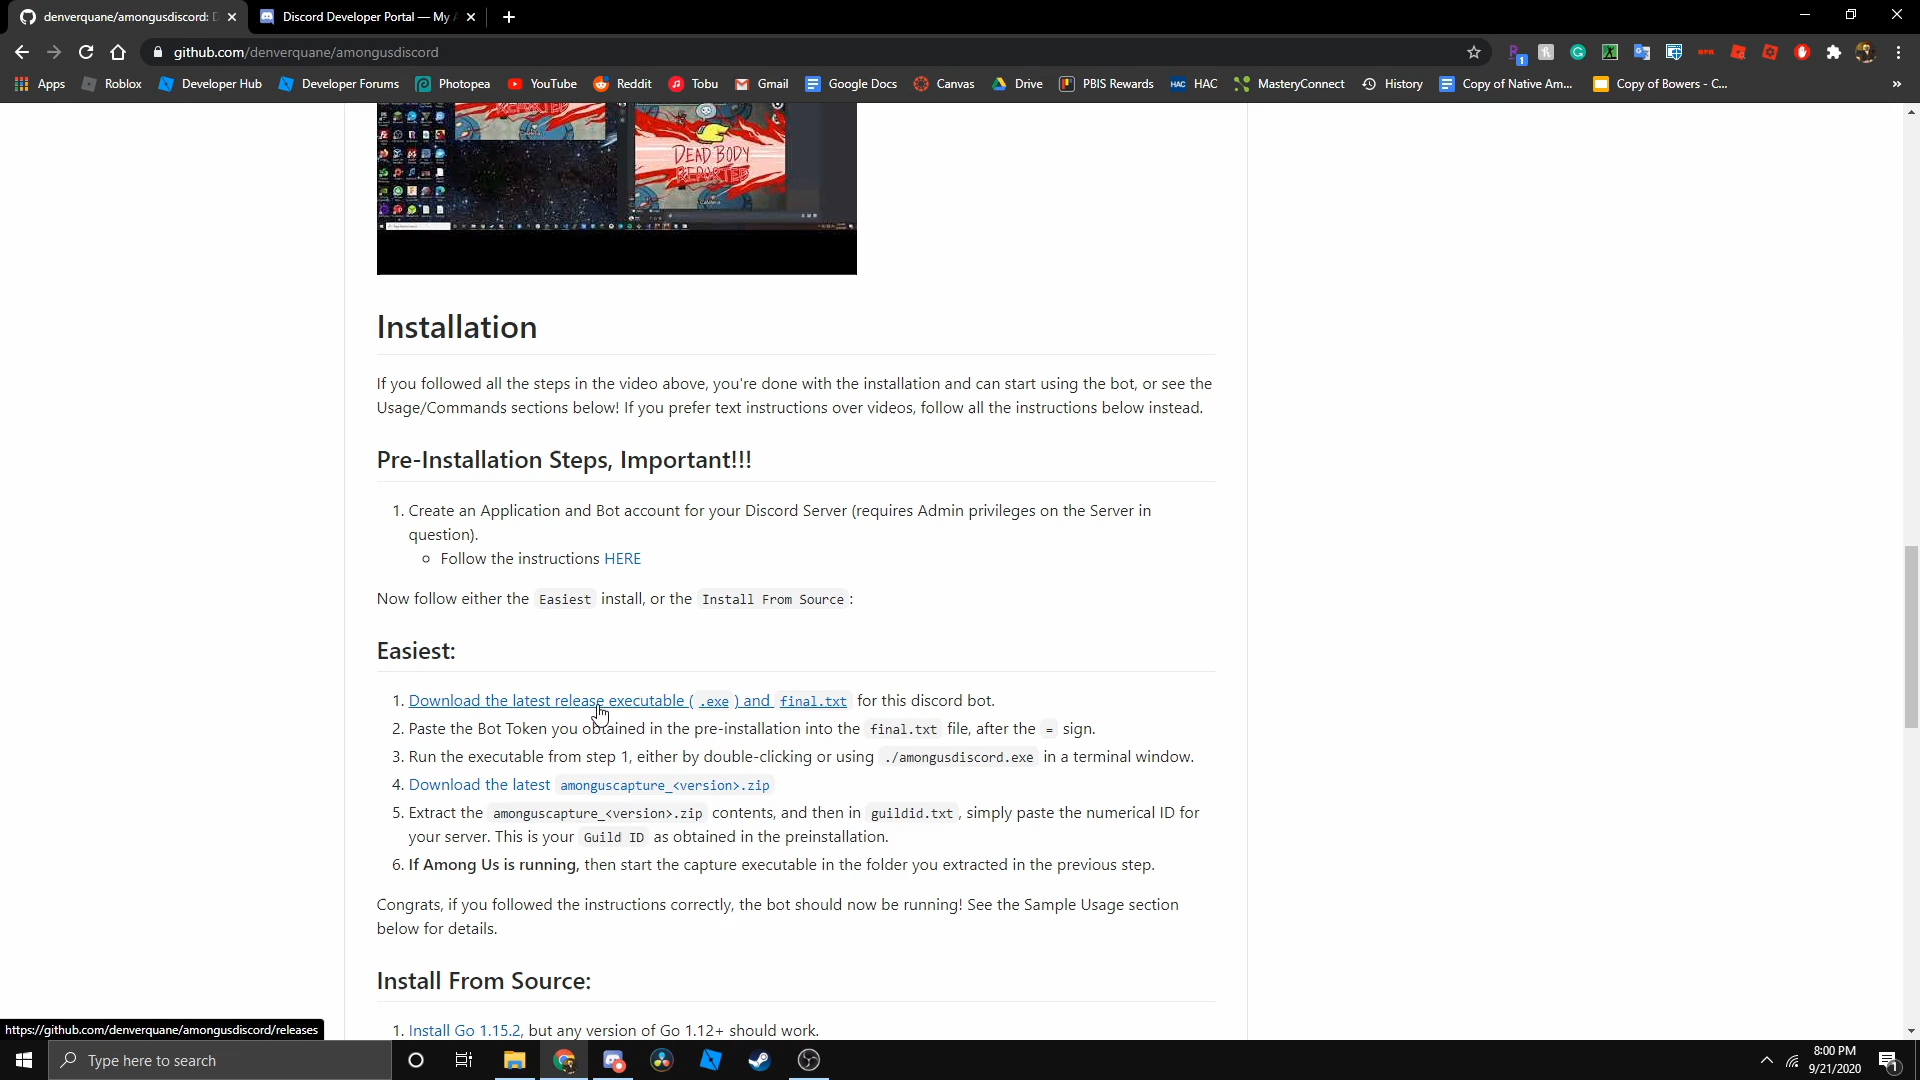 denverquane/amongusdiscord:
Discord Developer Portal — My
github.com/denverquane/amongusdiscord
1
Apps
Roblox
Developer Hub
Developer Forums
Photopea
YouTube
Reddit
Tobu
Gmail
Google Docs
Canvas
Drive
PBIS Rewards
HAC
HAC
MasteryConnect
History
Copy of Native Am...
Copy of Bowers - C...
»
REPORTED
DEAD BODY
REPORTED
Installation
If you followed all the steps in the video above, you're done with the installation and can start using the bot, or see the
Usage/Commands sections below! If you prefer text instructions over videos, follow all the instructions below instead.
Pre-Installation Steps, Important!!!
1. Create an Application and Bot account for your Discord Server (requires Admin privileges on the Server in
question).
Follow the instructions HERE
Now follow either the Easiest install, or the Install From Source :
Easiest:
1. Download the latest release executable ( .exe ) and final.txt for this discord bot.
2. Paste the Bot Token you obtained in the pre-installation into the final.txt file, after the = sign.
3. Run the executable from step 1, either by double-clicking or using ./amongusdiscord.exe in a terminal window.
4. Download the latest amonguscapture_<version>.zip
5. Extract the amonguscapture_<version>.zip contents, and then in guildid.txt , simply paste the numerical ID for
your server. This is your Guild ID as obtained in the preinstallation.
6. If Among Us is running, then start the capture executable in the folder you extracted in the previous step.
Congrats, if you followed the instructions correctly, the bot should now be running! See the Sample Usage section
below for details.
Install From Source:
1. Install Go 1.15.2, but any version of Go 1.12+ should work.
https://github.com/denverquane/amongusdiscord/releases
Type here to search
8:00 PM
9/21/2020
1